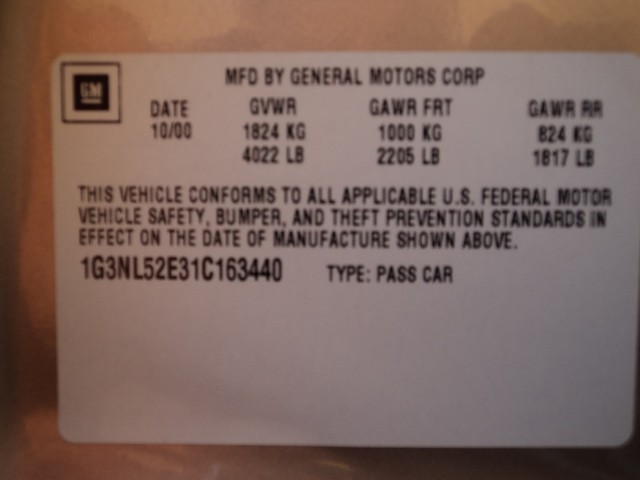 GM
MFD BY GENERAL MOTORS CORP
DATE GVWR GAWR FRT GAWR RR
10/00 1824 KG 1000 KG 824 KG
4022 LB 2205 LB 1817 LB
THIS VEHICLE CONFORMS TO ALL APPLICABLE U.S. FEDERAL MOTOR
VEHICLE SAFETY, BUMPER, AND THEFT PREVENTION STANDARDS IN
EFFECT ON THE DATE OF MANUFACTURE SHOWN ABOVE.
1G3NL52E31C163440 TYPE: PASS CAR